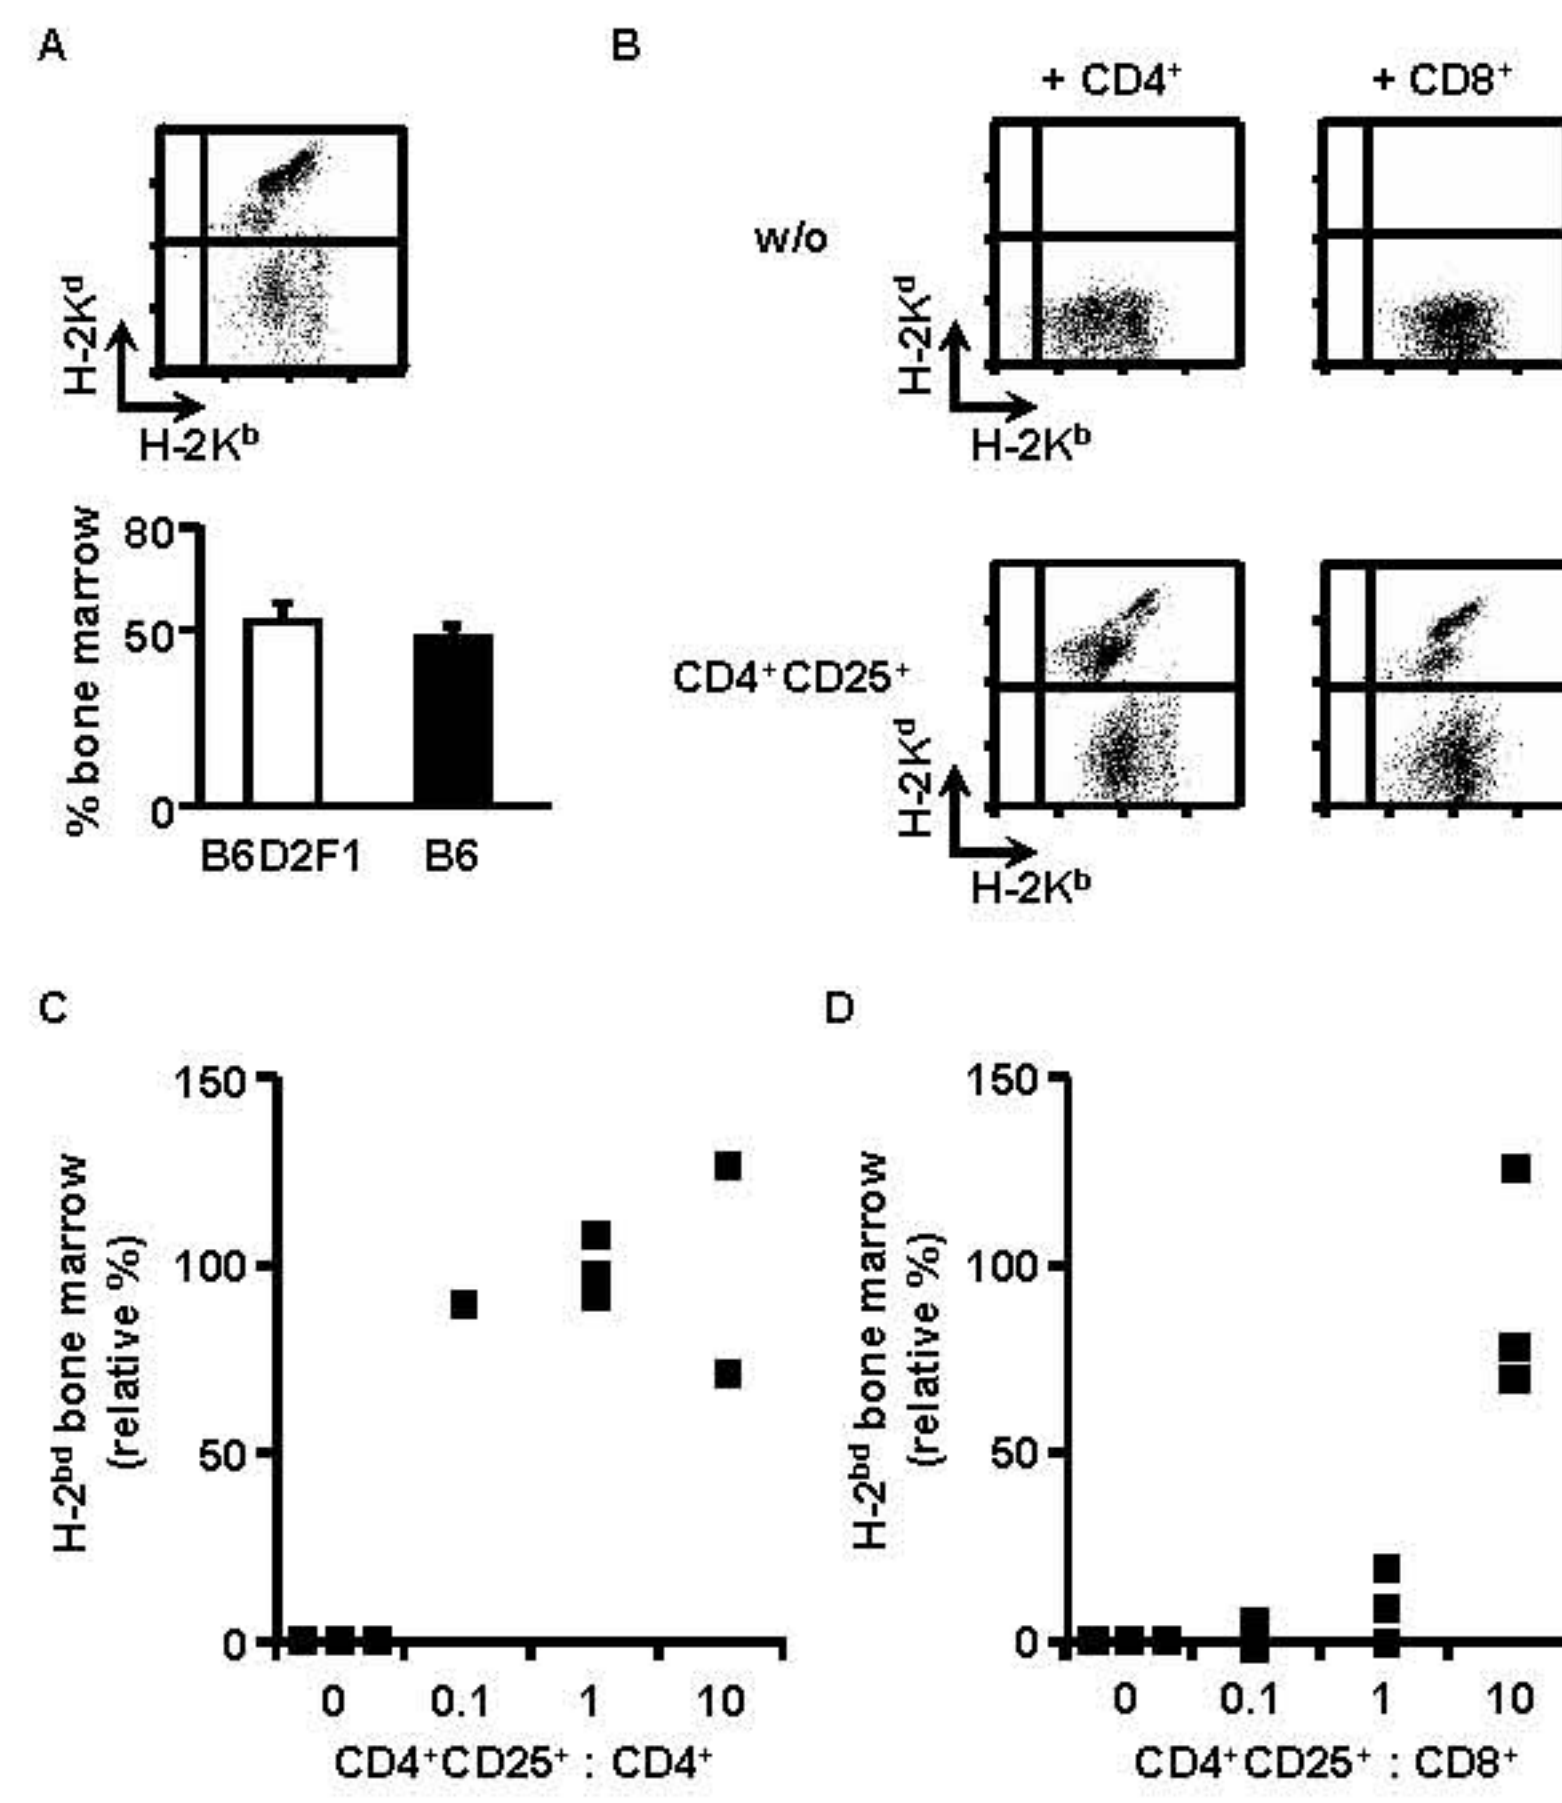 A
H-2Kᵈ
H-2Kᵇ
% bone marrow
80
50
0
B6D2F1 B6
B
+ CD4⁺ + CD8⁺
w/o
H-2Kᵈ
H-2Kᵇ
CD4⁺CD25⁺
H-2Kᵈ
H-2Kᵇ
C
H-2ᵇᵈ bone marrow
(relative %)
150
100
50
0
0 0.1 1 10
CD4⁺CD25⁺ : CD4⁺
D
H-2ᵇᵈ bone marrow
(relative %)
150
100
50
0
0 0.1 1 10
CD4⁺CD25⁺ : CD8⁺